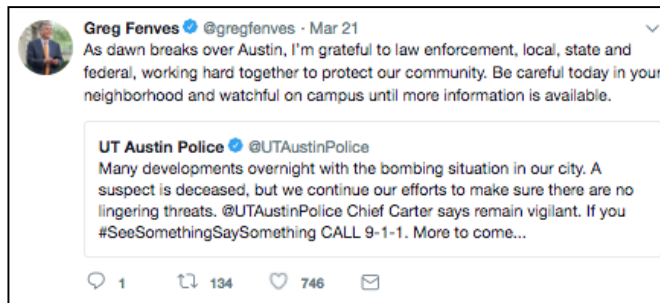 Greg Fenves @gregfenves · Mar 21
As dawn breaks over Austin, I'm grateful to law enforcement, local, state and
federal, working hard together to protect our community. Be careful today in your
neighborhood and watchful on campus until more information is available.
UT Austin Police @UTAustinPolice
Many developments overnight with the bombing situation in our city. A
suspect is deceased, but we continue our efforts to make sure there are no
lingering threats. @UTAustinPolice Chief Carter says remain vigilant. If you
#SeeSomethingSaySomething CALL 9-1-1. More to come...
1 134 746